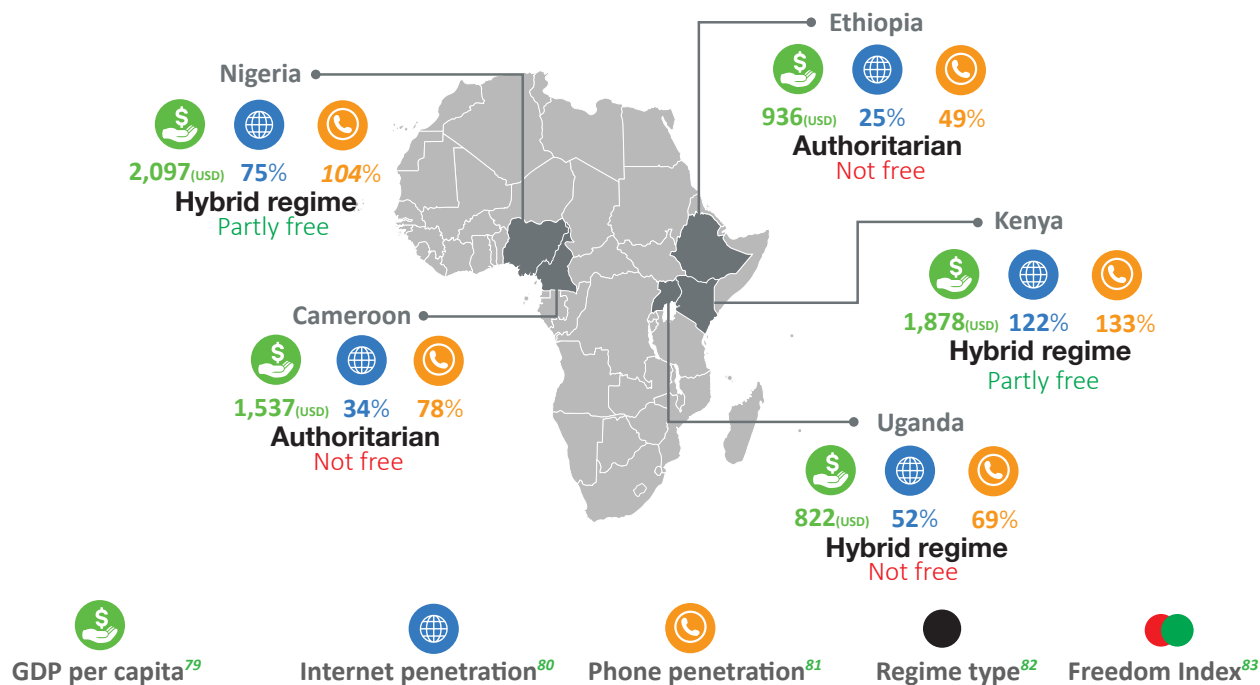 Ethiopia
936(USD) 25% 49%
Authoritarian
Not free
Nigeria
2,097(USD) 75% 104%
Hybrid regime
Partly free
Kenya
1,878(USD) 122% 133%
Hybrid regime
Partly free
Cameroon
1,537(USD) 34% 78%
Authoritarian
Not free
Uganda
822(USD) 52% 69%
Hybrid regime
Not free
GDP per capita79 Internet penetration80 Phone penetration81 Regime type82 Freedom Index83